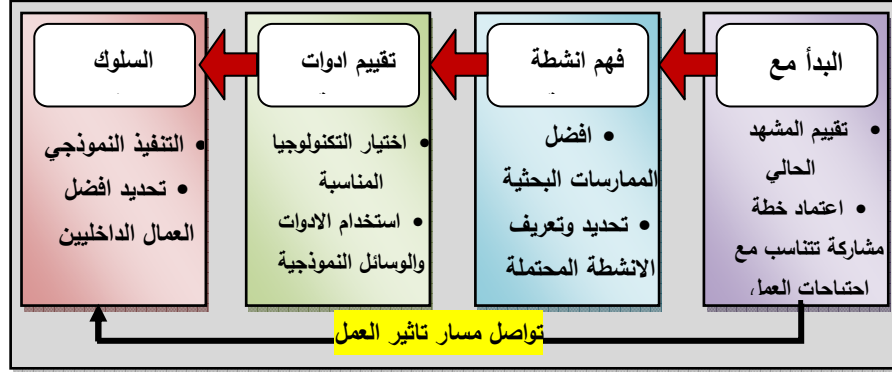 البدأ مع
• تقييم المشهد
الحالي
• اعتماد خطة
مشاركة تتناسب مع
احتياجات العمل
فهم انشطة
• افضل
الممارسات البحثية
• تحديد وتعريف
الانشطة المحتملة
تقييم ادوات
• اختيار التكنولوجيا
المناسبة
• استخدام الادوات
والوسائل النموذجية
السلوك
• التنفيذ النموذجي
• تحديد افضل
العمال الداخليين
تواصل مسار تاثير العمل